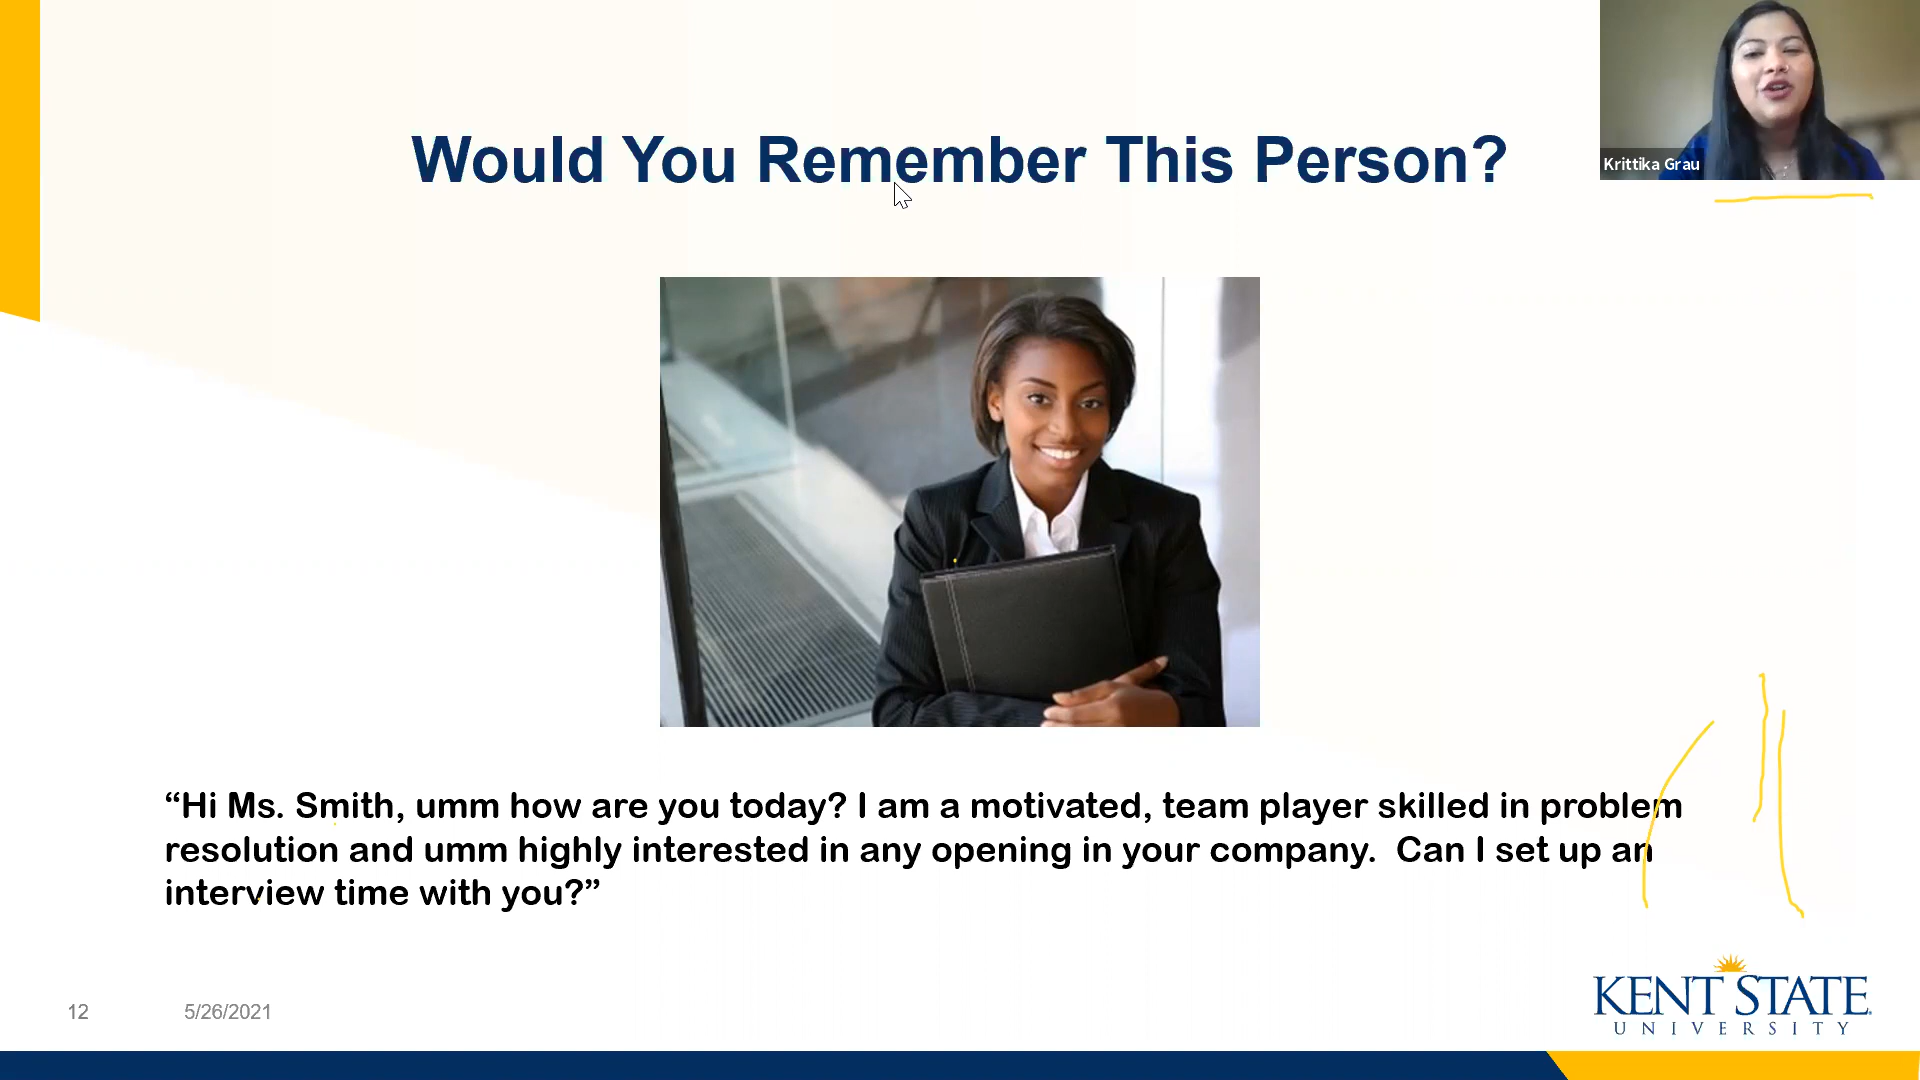 Krittika Grau
Would You Remember This Person?
“Hi Ms. Smith, umm how are you today? I am a motivated, team player skilled in problem
resolution and umm highly interested in any opening in your company.  Can I set up an
interview time with you?”
12
5/26/2021
KENT STATE
UNIVERSITY